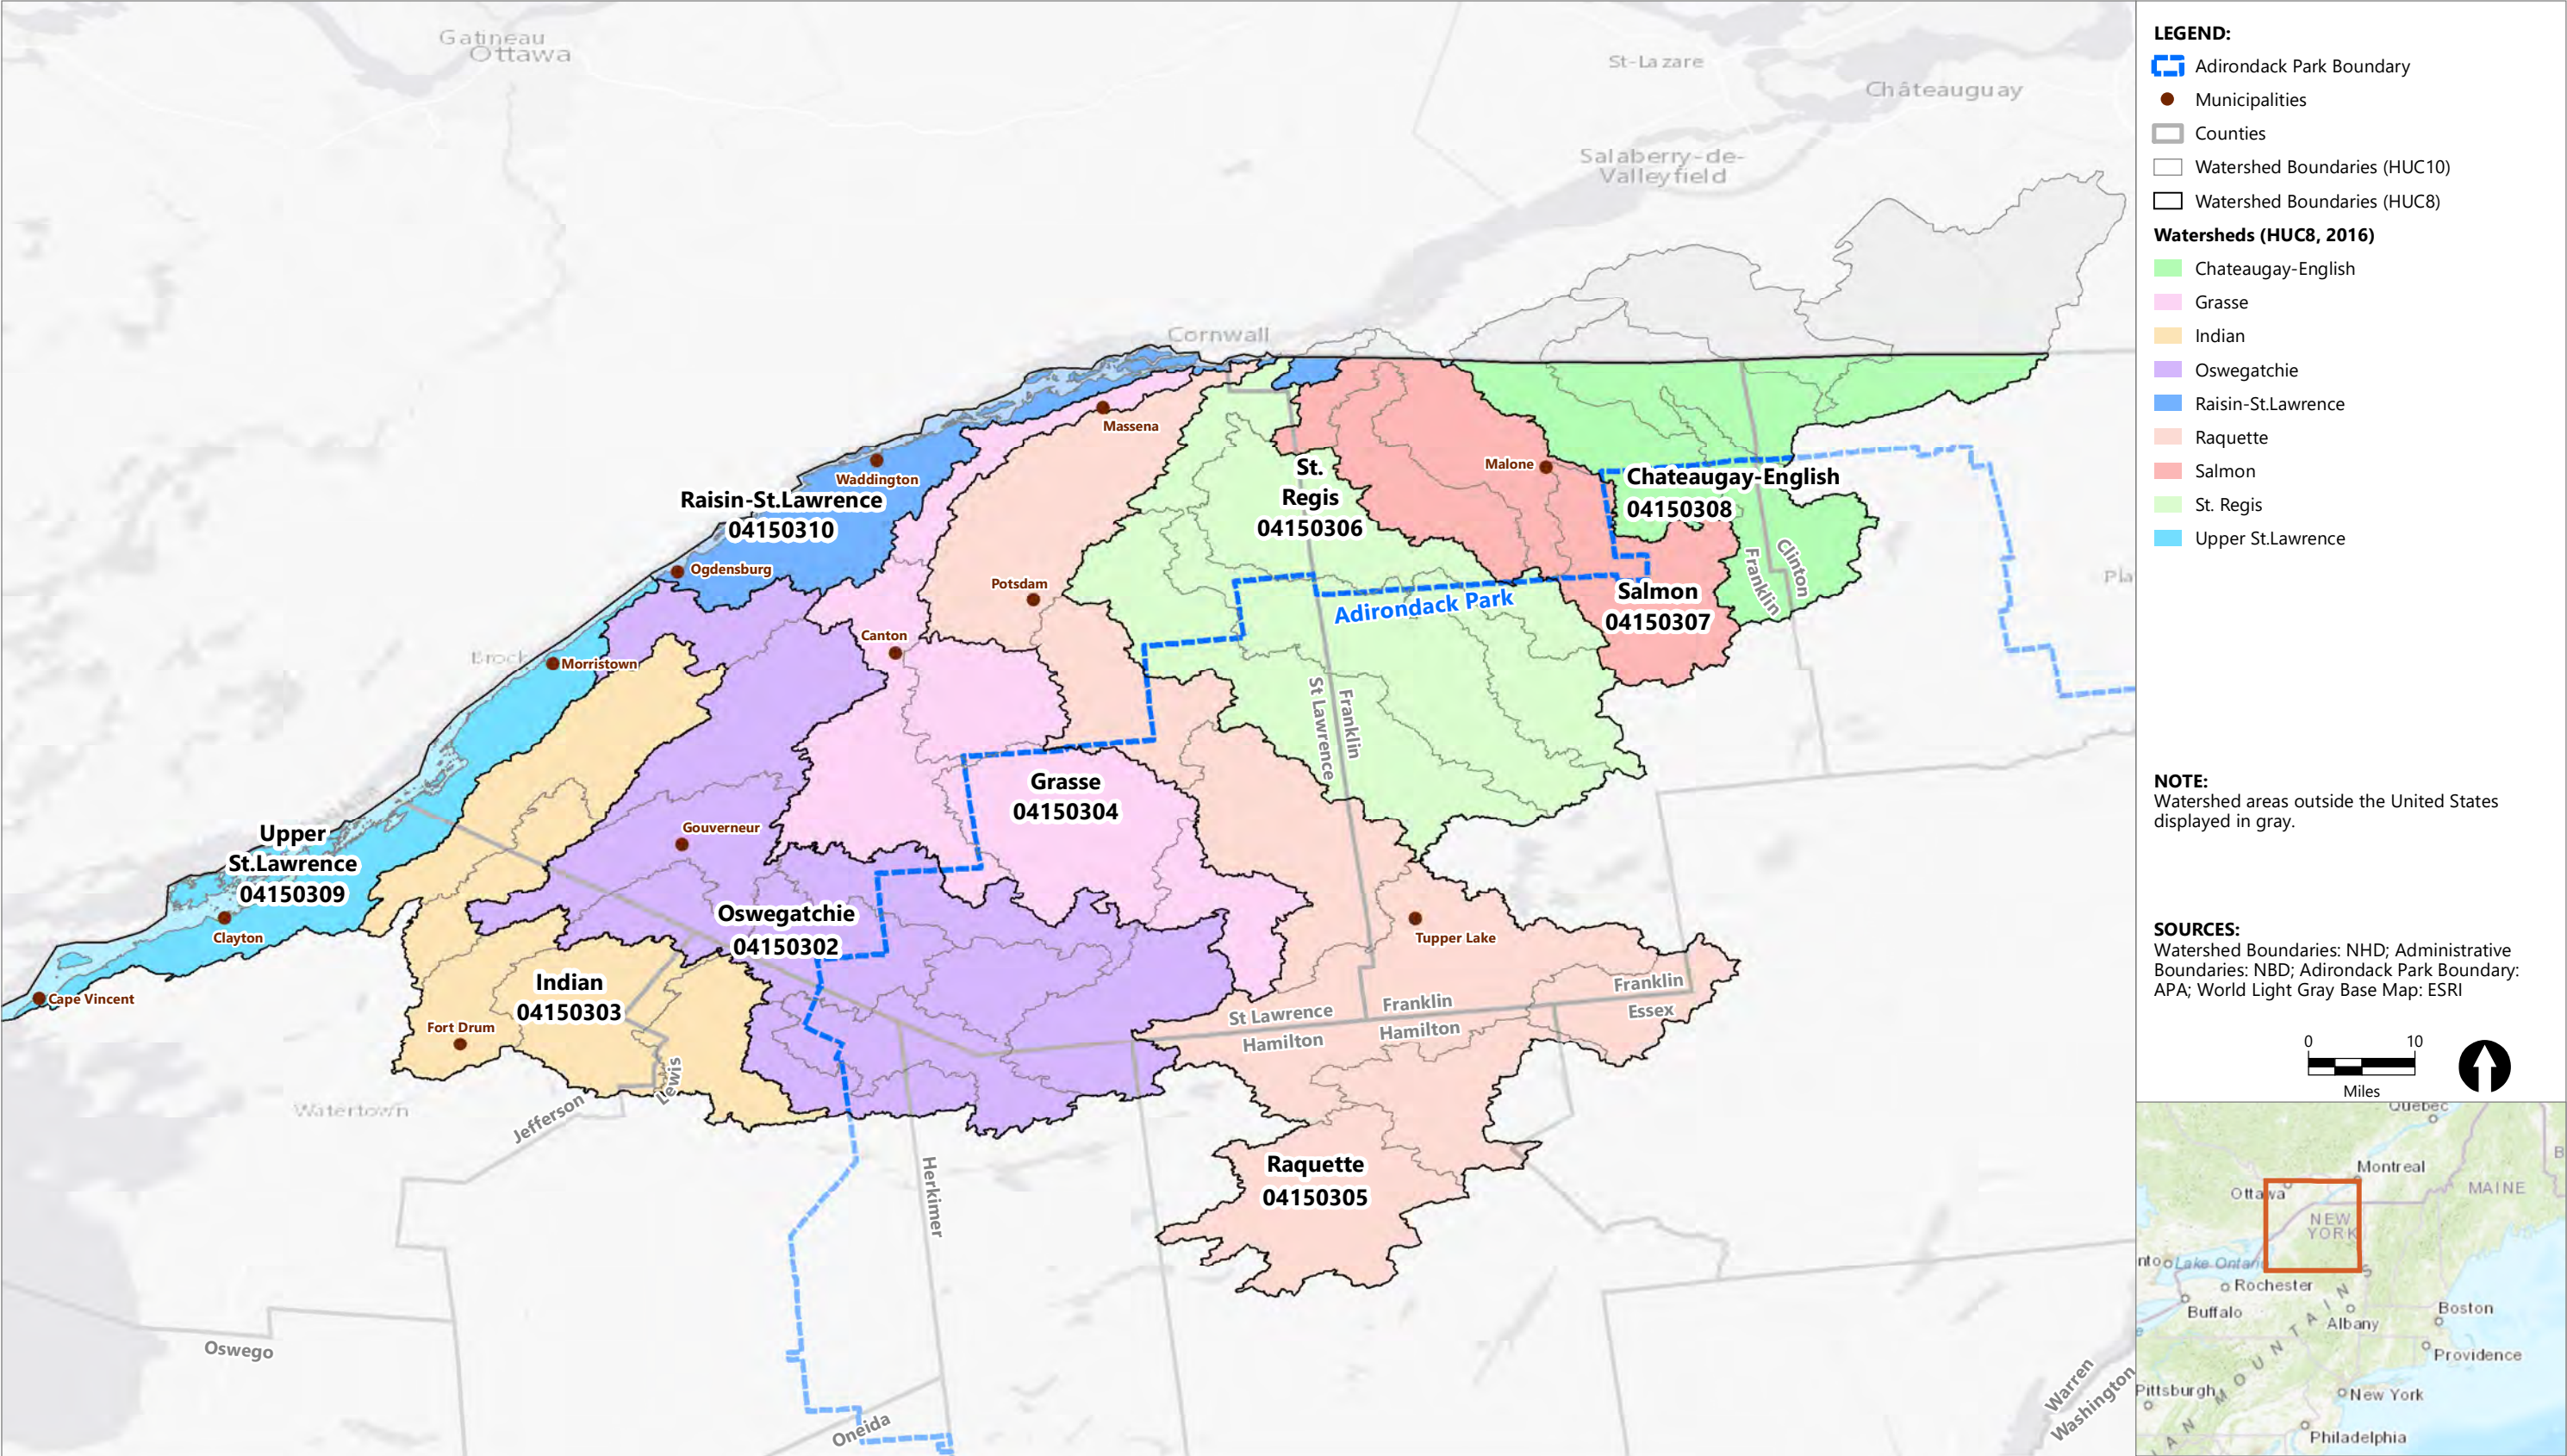 Gatineau
Ottawa
St-Lazare
Châteauguay
Salaberry-de-
Valleyfield
Cornwall
Massena
Waddington
Raisin-St.Lawrence
04150310
Ogdensburg
St.
Regis
04150306
Malone
Chateaugay-English
04150308
Potsdam
Adirondack Park
Salmon
04150307
Franklin
Clinton
Canton
Brock
Morristown
St Lawrence
Franklin
Grasse
04150304
Gouverneur
Upper
St.Lawrence
04150309
Clayton
Oswegatchie
04150302
Tupper Lake
Indian
04150303
Cape Vincent
Fort Drum
St Lawrence
Franklin
Franklin
Hamilton
Hamilton
Essex
Watertown
Jefferson
Lewis
Herkimer
Raquette
04150305
Oswego
Oneida
Warren
Washington
Pla
LEGEND:
Adirondack Park Boundary
Municipalities
Counties
Watershed Boundaries (HUC10)
Watershed Boundaries (HUC8)
Watersheds (HUC8, 2016)
Chateaugay-English
Grasse
Indian
Oswegatchie
Raisin-St.Lawrence
Raquette
Salmon
St. Regis
Upper St.Lawrence
NOTE:
Watershed areas outside the United States
displayed in gray.
SOURCES:
Watershed Boundaries: NHD; Administrative
Boundaries: NBD; Adirondack Park Boundary:
APA; World Light Gray Base Map: ESRI
0 10
Miles
Quebec
Montreal
Ottawa
MAINE
NEW
YORK
nto
Lake Ontari
Rochester
Buffalo
Albany
Boston
Providence
Pittsburgh
New York
Philadelphia
AN MOUNTAINS